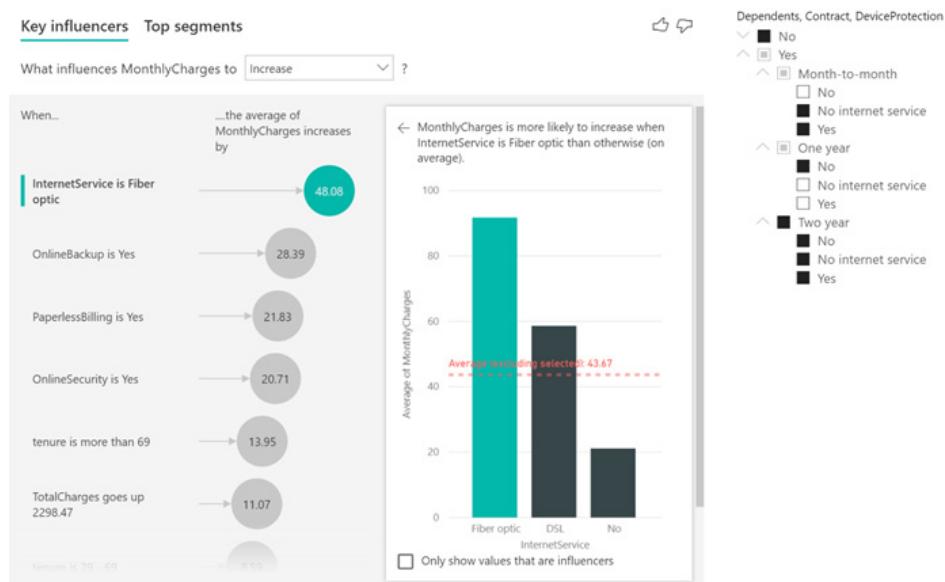 Key influencers Top segments
What influences MonthlyCharges to Increase ?
When...
....the average of
MonthlyCharges increases
by
InternetService is Fiber
optic
48.08
OnlineBackup is Yes
28.39
PaperlessBilling is Yes
21.83
OnlineSecurity is Yes
20.71
tenure is more than 69
13.95
TotalCharges goes up
2298.47
11.07
tenure is 29 - 69
8.59
MonthlyCharges is more likely to increase when
InternetService is Fiber optic than otherwise (on
average).
Average of MonthlyCharges
100
80
60
40
20
0
Average (excluding selected): 43.67
Fiber optic DSL No
InternetService
Only show values that are influencers
Dependents, Contract, DeviceProtection
No
Yes
Month-to-month
No
No internet service
Yes
One year
No
No internet service
Yes
Two year
No
No internet service
Yes